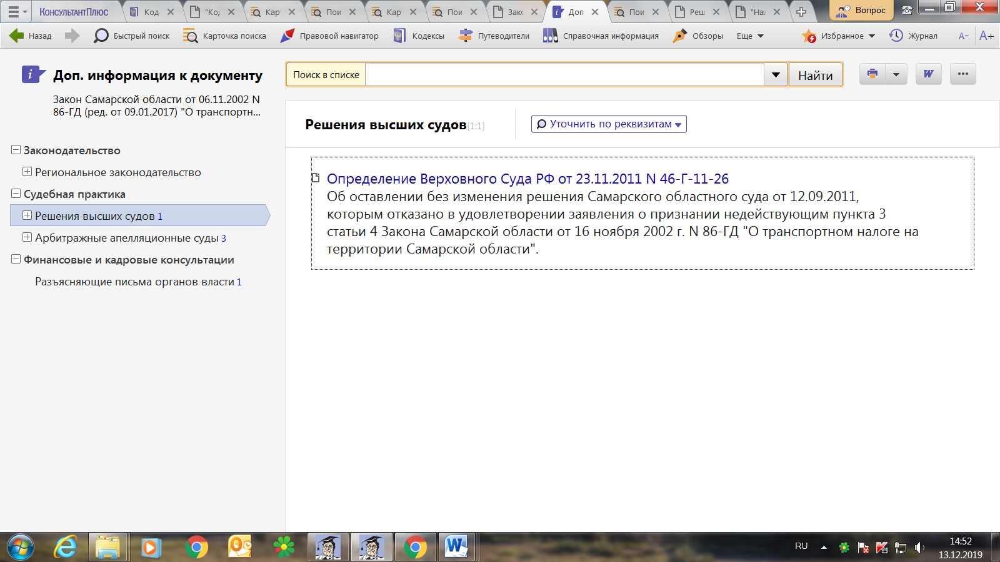 КонсультантПлюс
Код
"Код
Кар
Пои
Кар
Пои
Зако
Доп
Пои
Реш
"Нал
Вопрос
Назад
Быстрый поиск
Карточка поиска
Правовой навигатор
Кодексы
Путеводители
Справочная информация
Обзоры
Еще
Избранное
Журнал
A−
A+
Доп. информация к документу
Закон Самарской области от 06.11.2002 N
86-ГД (ред. от 09.01.2017) "О транспортн...
Законодательство
Региональное законодательство
Судебная практика
Решения высших судов 1
Арбитражные апелляционные суды 3
Финансовые и кадровые консультации
Разъясняющие письма органов власти 1
Поиск в списке
Найти
W
Решения высших судов[1:1]
Уточнить по реквизитам
Определение Верховного Суда РФ от 23.11.2011 N 46-Г-11-26
Об оставлении без изменения решения Самарского областного суда от 12.09.2011,
которым отказано в удовлетворении заявления о признании недействующим пункта 3
статьи 4 Закона Самарской области от 16 ноября 2002 г. N 86-ГД "О транспортном налоге на
территории Самарской области".
RU
14:52
13.12.2019